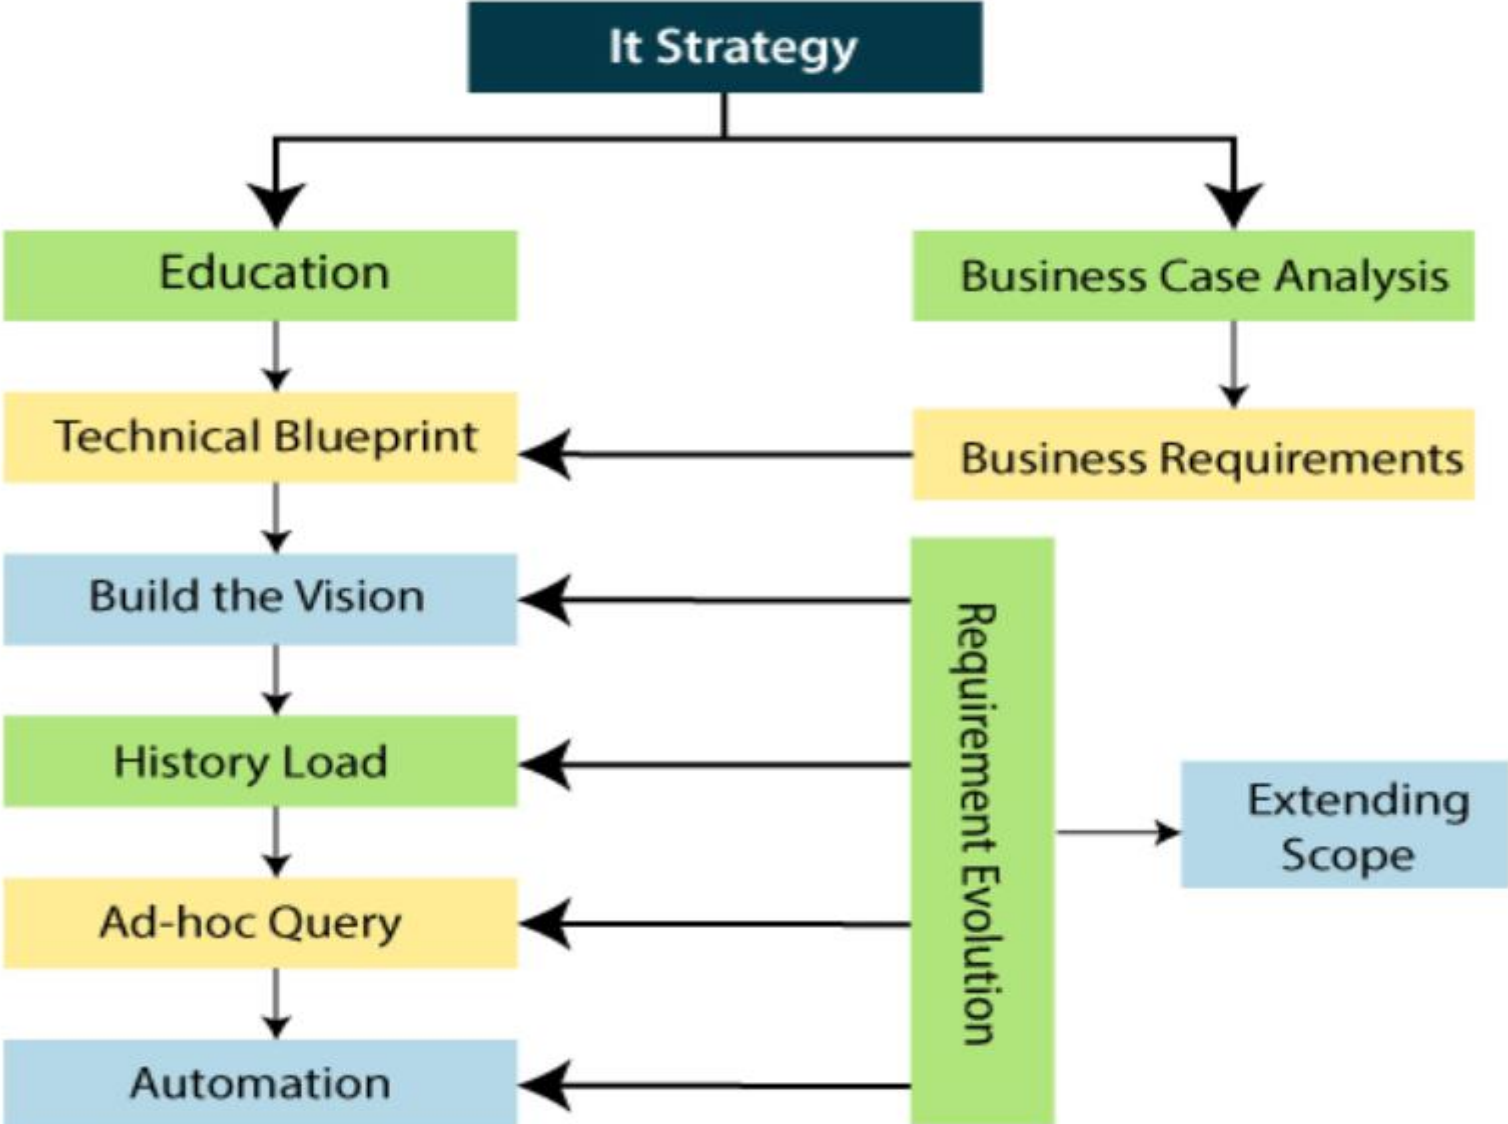 It Strategy
Education
Business Case Analysis
Technical Blueprint
Business Requirements
Build the Vision
Requirement Evolution
History Load
Extending
Scope
Ad-hoc Query
Automation